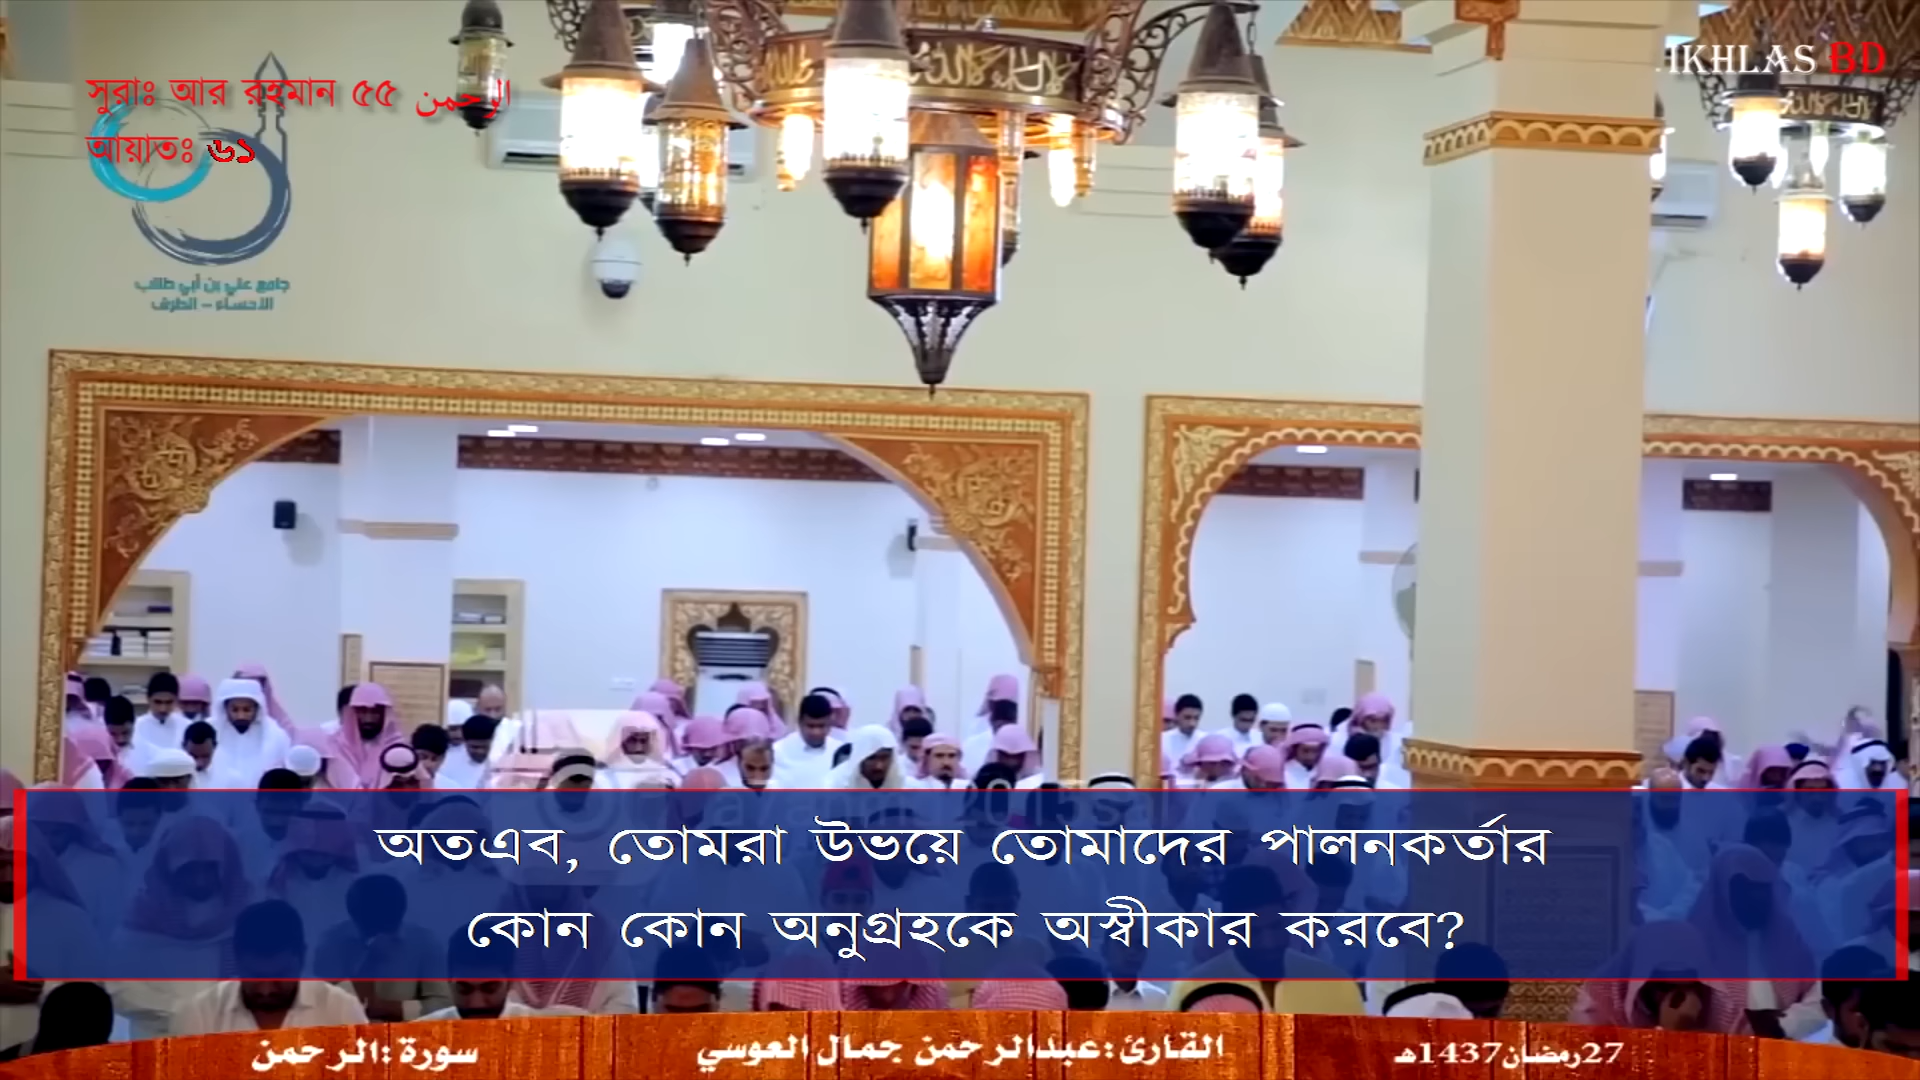 সুরাঃ আর রহমান ৫৫ الرحمن
আয়াতঃ ৬১
IKHLAS BD
جامع علي بن أبي طالب
الاحساء - الطرف
অতএব, তোমরা উভয়ে তোমাদের পালনকর্তার
কোন কোন অনুগ্রহকে অস্বীকার করবে?
سورة :الرحمن
القارئ :عبدالرحمن جمال العوسي
27رمضان1437هـ